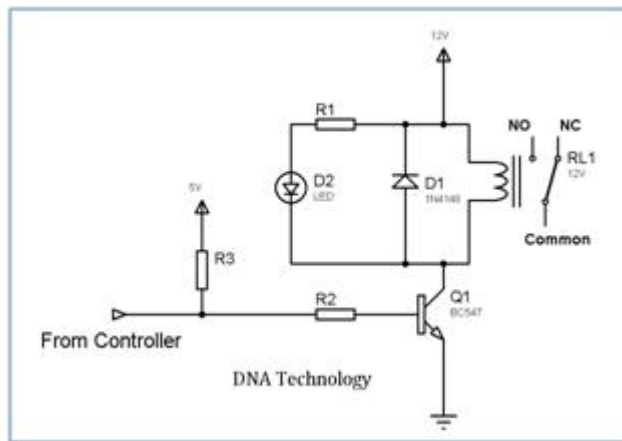 12V
R1
NO NC
RL1
12V
D2
LED
D1
1N4148
5V
Common
R3
R2
Q1
BC547
From Controller
DNA Technology